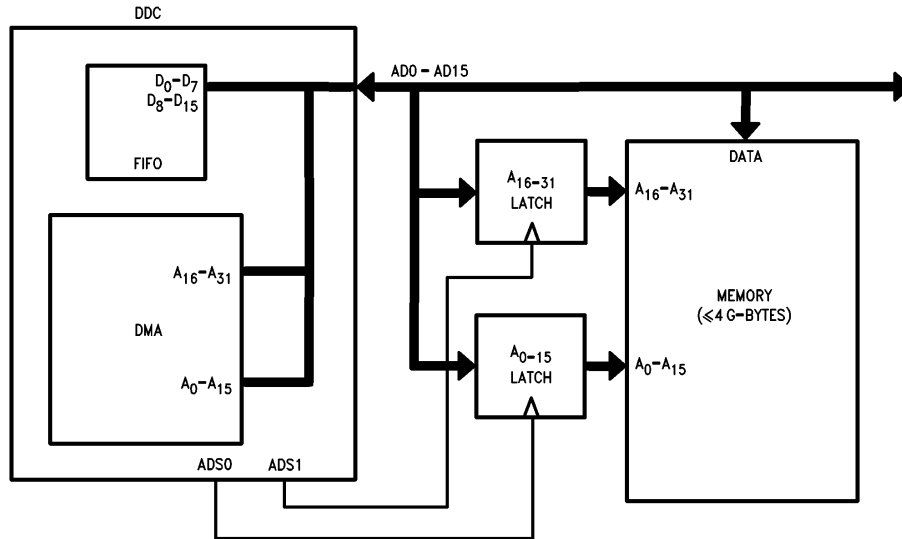 DDC
D₀–D₇
D₈–D₁₅
FIFO
AD0 – AD15
A₁₆₋₃₁
LATCH
DATA
A₁₆–A₃₁
A₁₆–A₃₁
DMA
A₀–A₁₅
MEMORY
(⩽4 G–BYTES)
A₀₋₁₅
LATCH
A₀–A₁₅
ADS0
ADS1